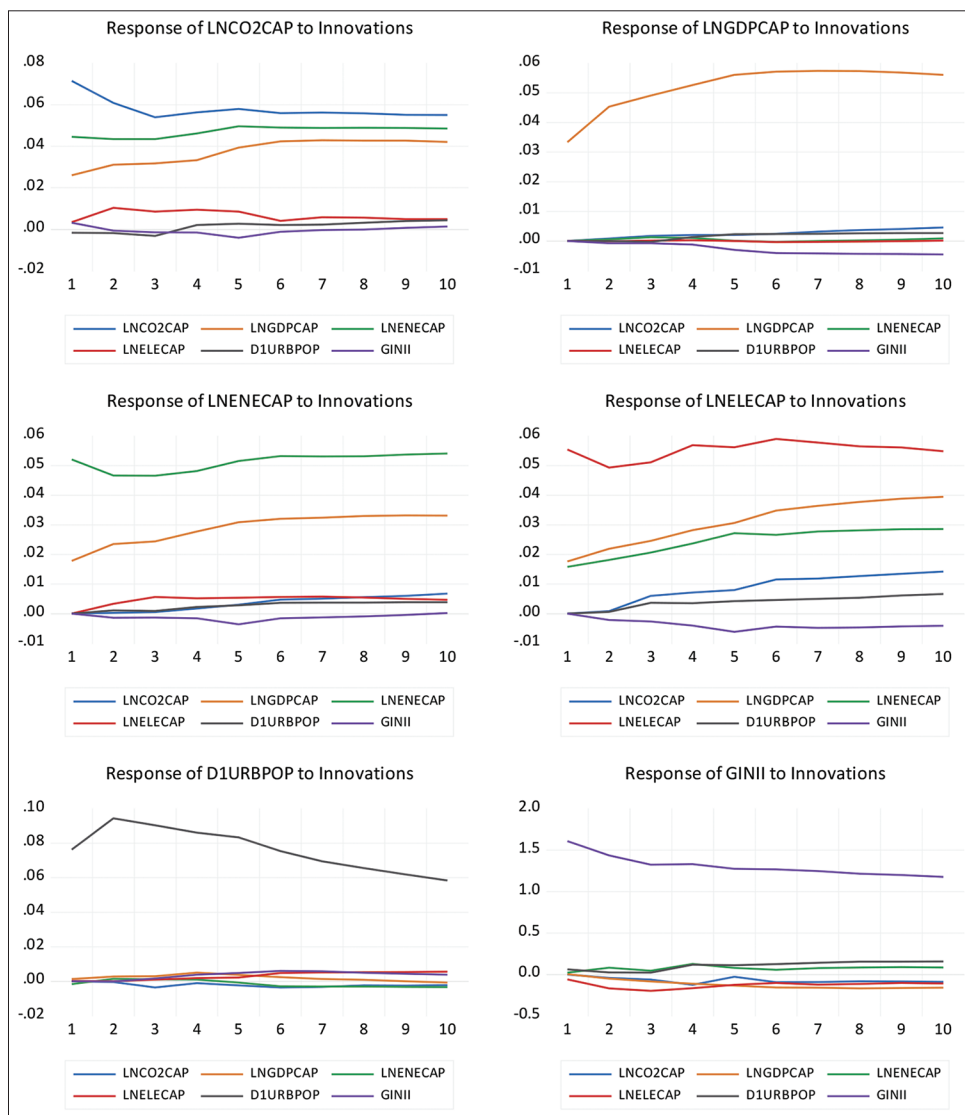 Response of LNCO2CAP to Innovations
.08
.06
.04
.02
.00
-.02
1 2 3 4 5 6 7 8 9 10
LNCO2CAP LNGDPCAP LNENECAP
LNELECAP D1URBPOP GINII
Response of LNGDPCAP to Innovations
.06
.05
.04
.03
.02
.01
.00
-.01
1 2 3 4 5 6 7 8 9 10
LNCO2CAP LNGDPCAP LNENECAP
LNELECAP D1URBPOP GINII
Response of LNENECAP to Innovations
.06
.05
.04
.03
.02
.01
.00
-.01
1 2 3 4 5 6 7 8 9 10
LNCO2CAP LNGDPCAP LNENECAP
LNELECAP D1URBPOP GINII
Response of LNELECAP to Innovations
.06
.05
.04
.03
.02
.01
.00
-.01
1 2 3 4 5 6 7 8 9 10
LNCO2CAP LNGDPCAP LNENECAP
LNELECAP D1URBPOP GINII
Response of D1URBPOP to Innovations
.10
.08
.06
.04
.02
.00
-.02
1 2 3 4 5 6 7 8 9 10
LNCO2CAP LNGDPCAP LNENECAP
LNELECAP D1URBPOP GINII
Response of GINII to Innovations
2.0
1.5
1.0
0.5
0.0
-0.5
1 2 3 4 5 6 7 8 9 10
LNCO2CAP LNGDPCAP LNENECAP
LNELECAP D1URBPOP GINII